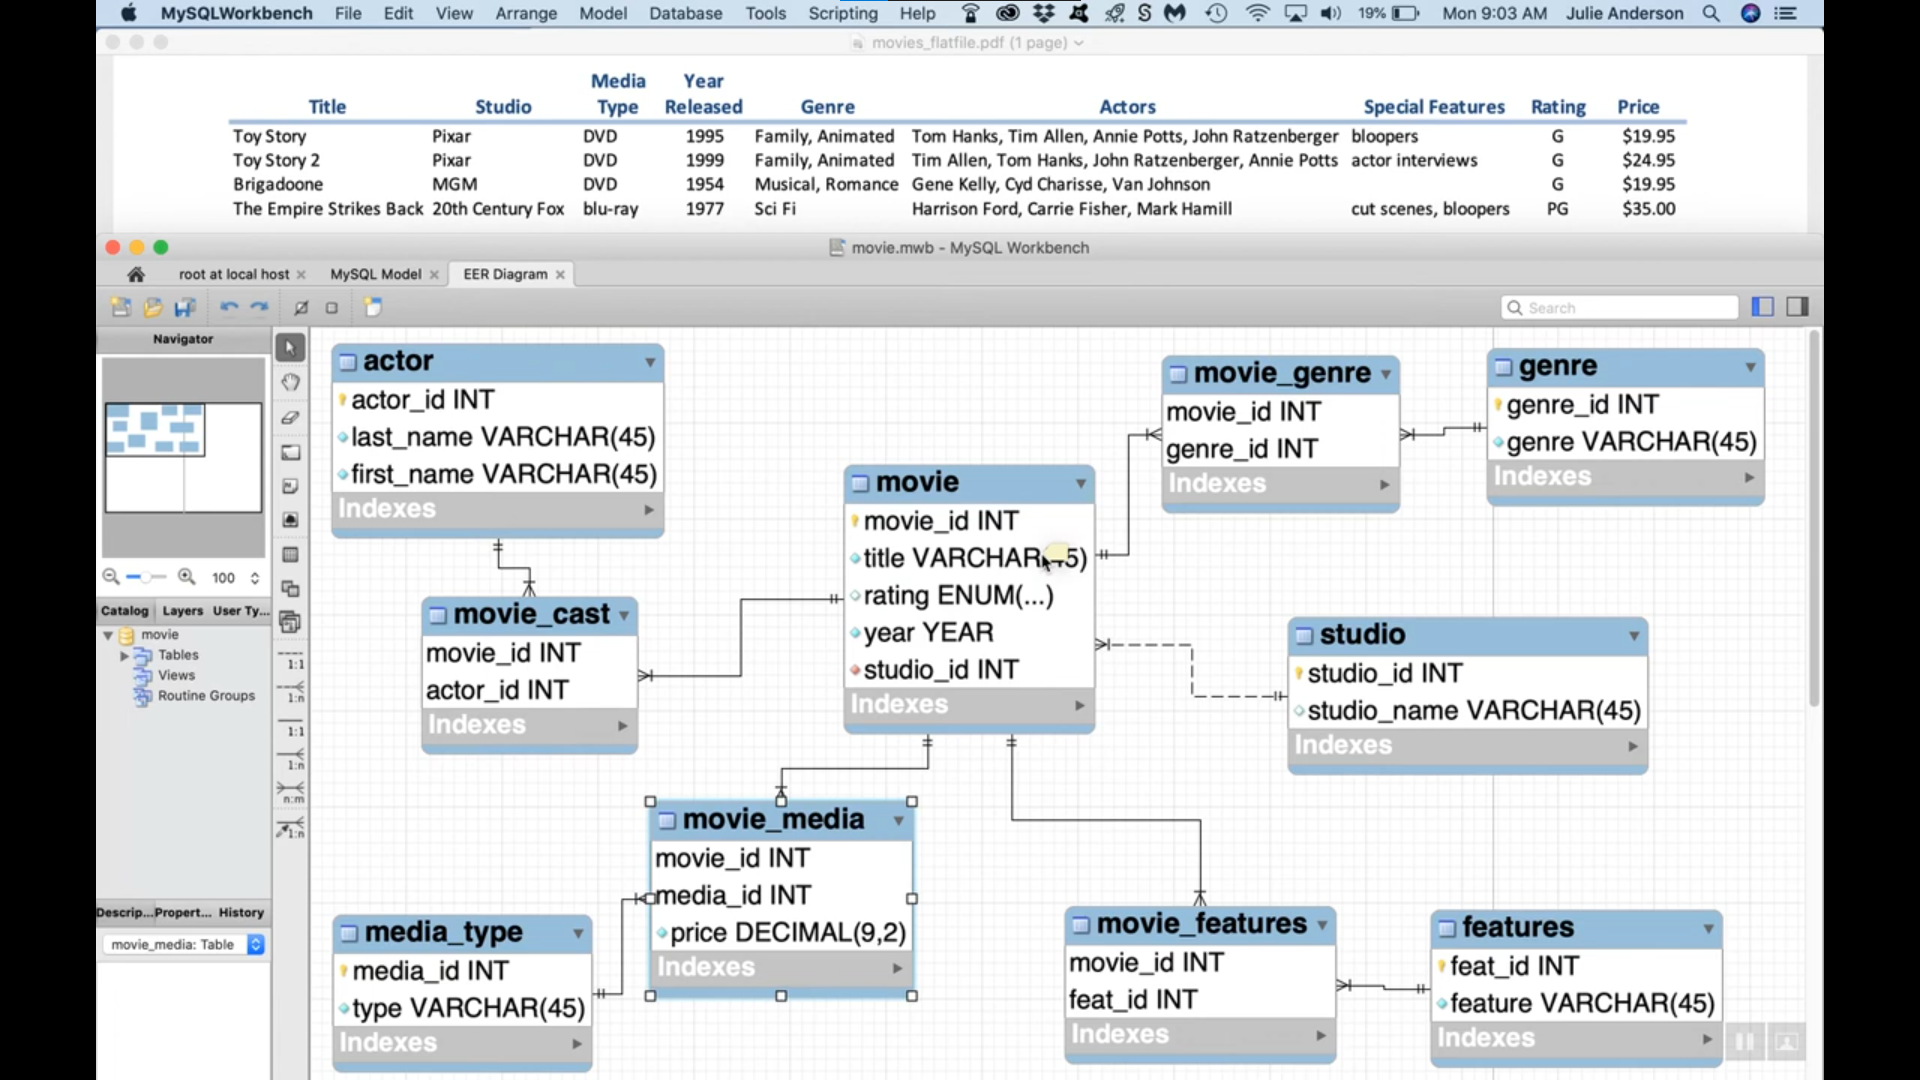 MySQLWorkbench File Edit View Arrange Model Database Tools Scripting Help S 19% Mon 9:03 AM Julie Anderson
movies_flatfile.pdf (1 page)
Media Year
Title Studio Type Released Genre Actors Special Features Rating Price
Toy Story Pixar DVD 1995 Family, Animated Tom Hanks, Tim Allen, Annie Potts, John Ratzenberger bloopers G $19.95
Toy Story 2 Pixar DVD 1999 Family, Animated Tim Allen, Tom Hanks, John Ratzenberger, Annie Potts actor interviews G $24.95
Brigadoone MGM DVD 1954 Musical, Romance Gene Kelly, Cyd Charisse, Van Johnson G $19.95
The Empire Strikes Back 20th Century Fox blu-ray 1977 Sci Fi Harrison Ford, Carrie Fisher, Mark Hamill cut scenes, bloopers PG $35.00
movie.mwb - MySQL Workbench
root at local host MySQL Model EER Diagram
Search
Navigator
100
Catalog Layers User Ty...
movie
Tables
Views
Routine Groups
Descrip... Propert... History
movie_media: Table
1:1
1:n
1:1
1:n
n:m
1:n
actor
actor_id INT
last_name VARCHAR(45)
first_name VARCHAR(45)
Indexes
movie_genre
movie_id INT
genre_id INT
Indexes
genre
genre_id INT
genre VARCHAR(45)
Indexes
movie
movie_id INT
title VARCHAR 5)
rating ENUM(...)
year YEAR
studio_id INT
Indexes
movie_cast
movie_id INT
actor_id INT
Indexes
studio
studio_id INT
studio_name VARCHAR(45)
Indexes
movie_media
movie_id INT
media_id INT
price DECIMAL(9,2)
Indexes
media_type
media_id INT
type VARCHAR(45)
Indexes
movie_features
movie_id INT
feat_id INT
Indexes
features
feat_id INT
feature VARCHAR(45)
Indexes